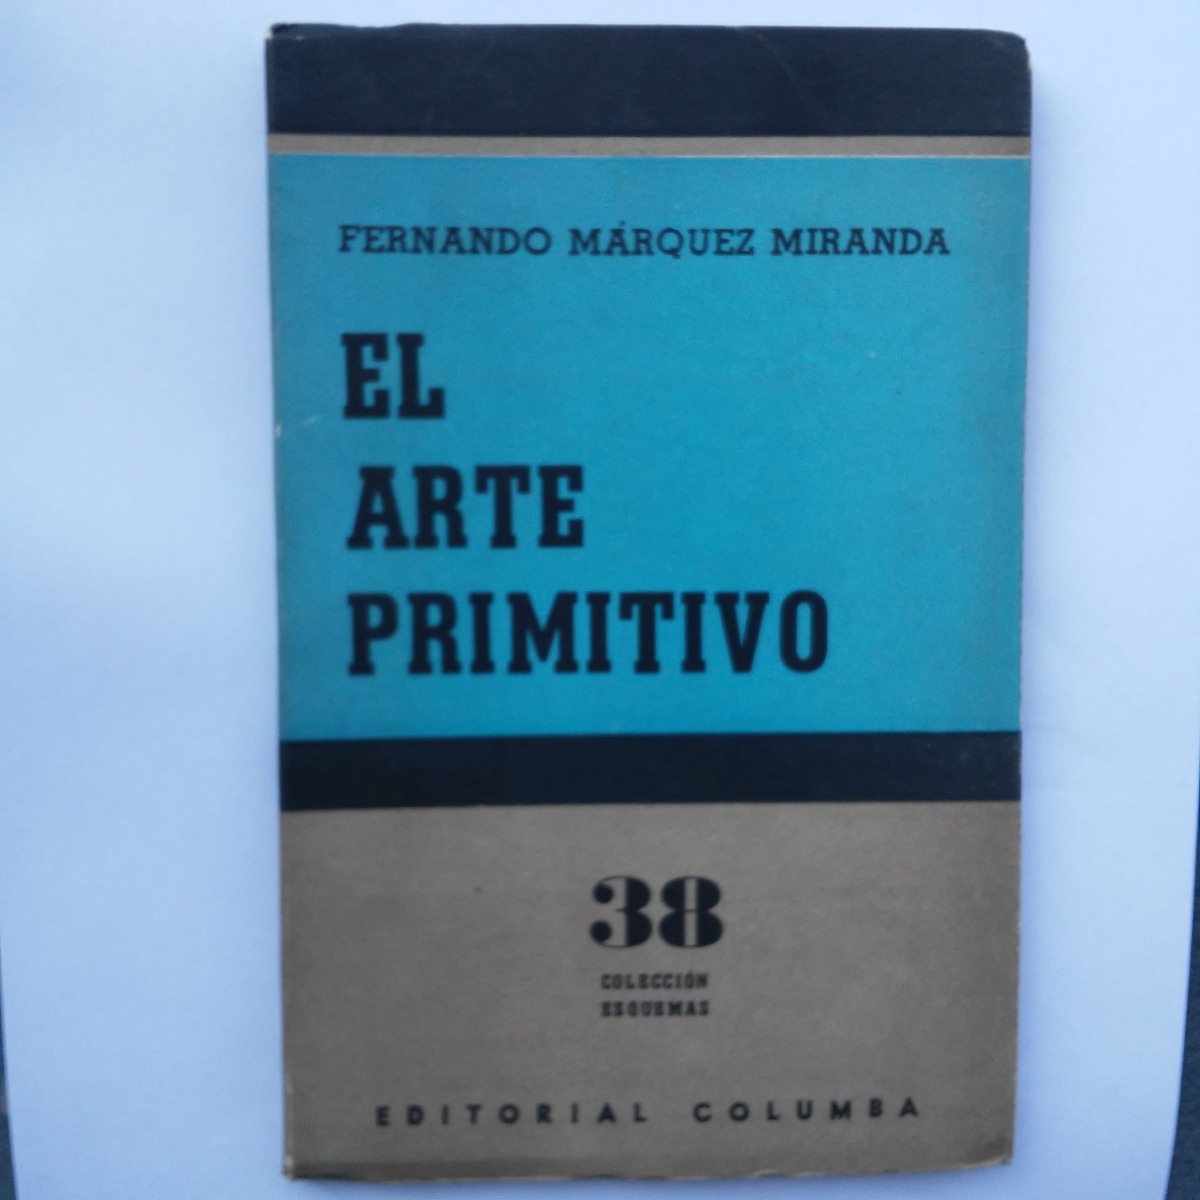 FERNANDO MÁRQUEZ MIRANDA
EL
ARTE
PRIMITIVO
38
COLECCIÓN
ESQUEMAS
EDITORIAL COLUMBA